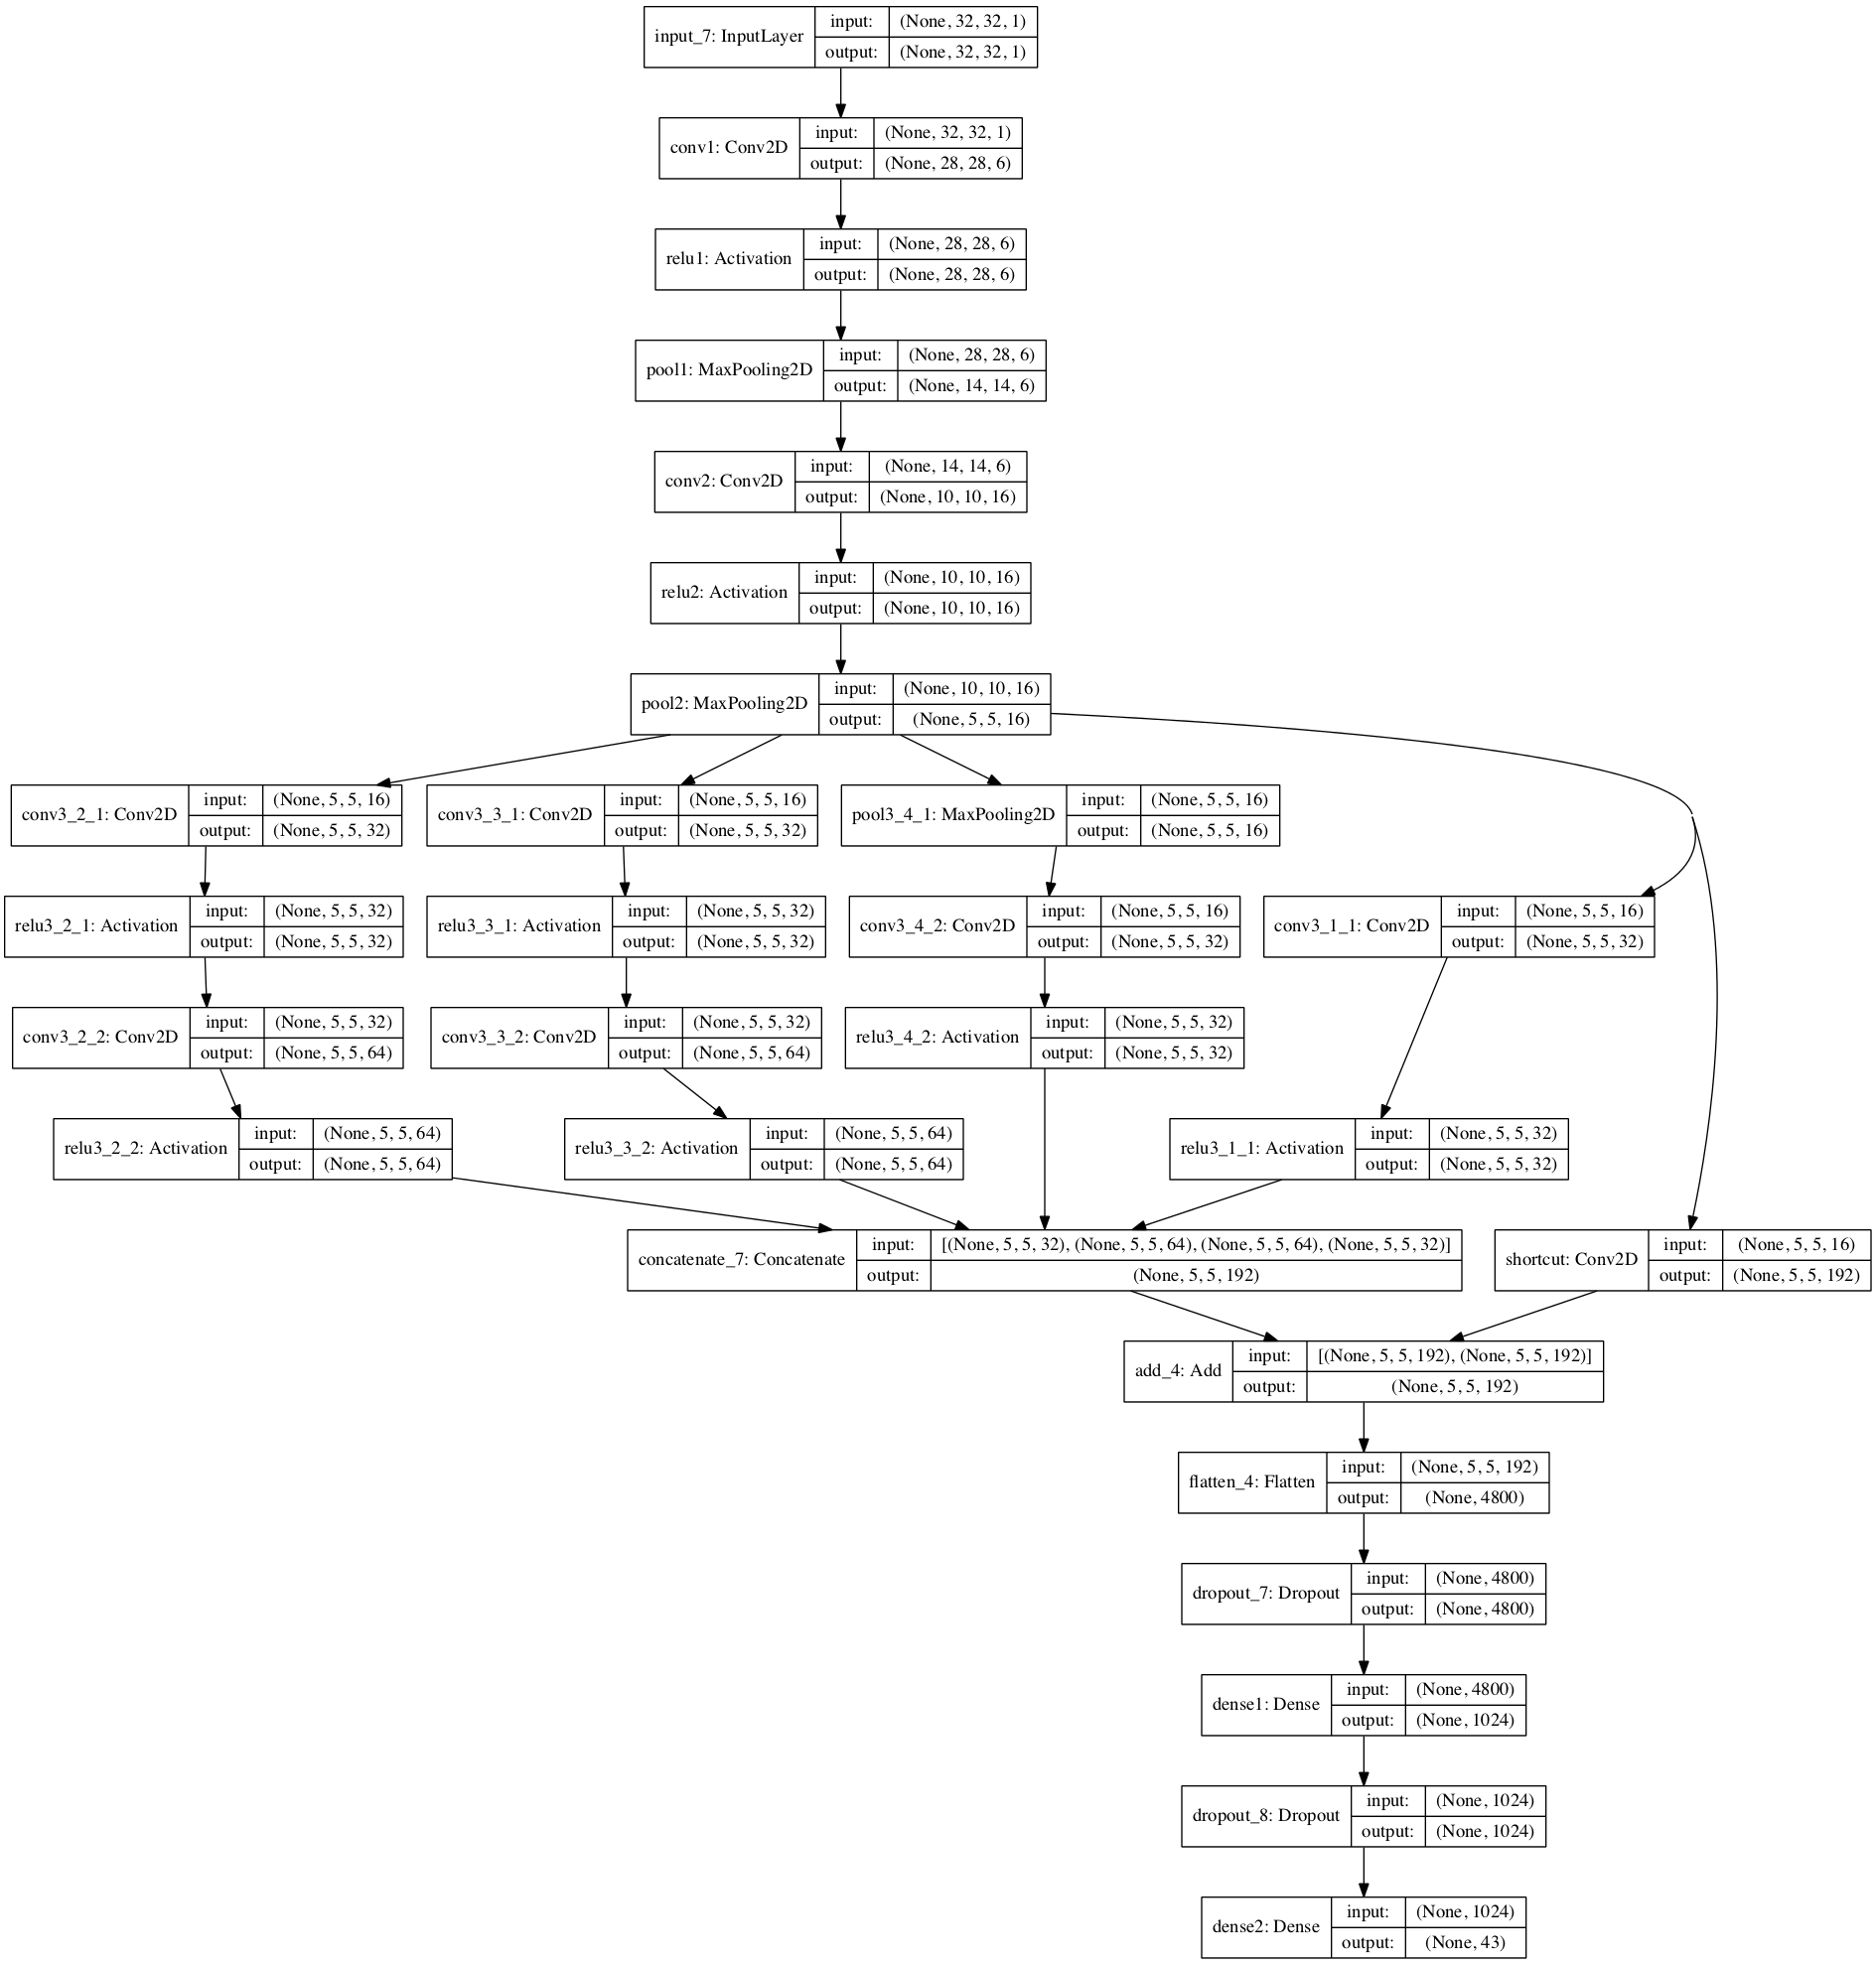 input_7: InputLayer
input: (None, 32, 32, 1)
output: (None, 32, 32, 1)
conv1: Conv2D
input: (None, 32, 32, 1)
output: (None, 28, 28, 6)
relu1: Activation
input: (None, 28, 28, 6)
output: (None, 28, 28, 6)
pool1: MaxPooling2D
input: (None, 28, 28, 6)
output: (None, 14, 14, 6)
conv2: Conv2D
input: (None, 14, 14, 6)
output: (None, 10, 10, 16)
relu2: Activation
input: (None, 10, 10, 16)
output: (None, 10, 10, 16)
pool2: MaxPooling2D
input: (None, 10, 10, 16)
output: (None, 5, 5, 16)
conv3_2_1: Conv2D
input: (None, 5, 5, 16)
output: (None, 5, 5, 32)
conv3_3_1: Conv2D
input: (None, 5, 5, 16)
output: (None, 5, 5, 32)
pool3_4_1: MaxPooling2D
input: (None, 5, 5, 16)
output: (None, 5, 5, 16)
relu3_2_1: Activation
input: (None, 5, 5, 32)
output: (None, 5, 5, 32)
relu3_3_1: Activation
input: (None, 5, 5, 32)
output: (None, 5, 5, 32)
conv3_4_2: Conv2D
input: (None, 5, 5, 16)
output: (None, 5, 5, 32)
conv3_1_1: Conv2D
input: (None, 5, 5, 16)
output: (None, 5, 5, 32)
conv3_2_2: Conv2D
input: (None, 5, 5, 32)
output: (None, 5, 5, 64)
conv3_3_2: Conv2D
input: (None, 5, 5, 32)
output: (None, 5, 5, 64)
relu3_4_2: Activation
input: (None, 5, 5, 32)
output: (None, 5, 5, 32)
relu3_2_2: Activation
input: (None, 5, 5, 64)
output: (None, 5, 5, 64)
relu3_3_2: Activation
input: (None, 5, 5, 64)
output: (None, 5, 5, 64)
relu3_1_1: Activation
input: (None, 5, 5, 32)
output: (None, 5, 5, 32)
concatenate_7: Concatenate
input: [(None, 5, 5, 32), (None, 5, 5, 64), (None, 5, 5, 64), (None, 5, 5, 32)]
output: (None, 5, 5, 192)
shortcut: Conv2D
input: (None, 5, 5, 16)
output: (None, 5, 5, 192)
add_4: Add
input: [(None, 5, 5, 192), (None, 5, 5, 192)]
output: (None, 5, 5, 192)
flatten_4: Flatten
input: (None, 5, 5, 192)
output: (None, 4800)
dropout_7: Dropout
input: (None, 4800)
output: (None, 4800)
dense1: Dense
input: (None, 4800)
output: (None, 1024)
dropout_8: Dropout
input: (None, 1024)
output: (None, 1024)
dense2: Dense
input: (None, 1024)
output: (None, 43)